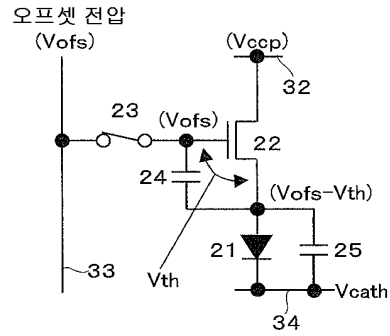 오프셋 전압
(Vofs)
(Vccp)
32
23
(Vofs)
22
24
(Vofs-Vth)
21
25
Vth
33
Vcath
34